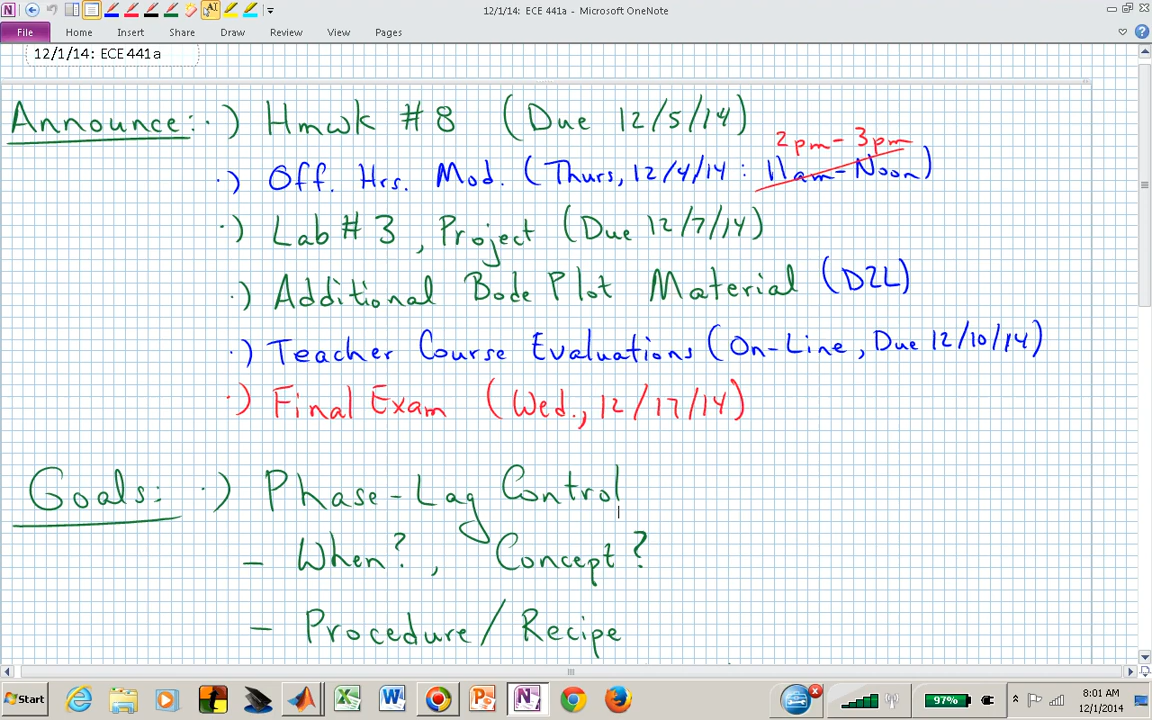 12/1/14: ECE 441a - Microsoft OneNote
File Home Insert Share Draw Review View Pages
12/1/14: ECE 441a
Announce: ·) Hmwk #8 (Due 12/5/14)
2pm - 3pm
·) Off. Hrs. Mod. (Thurs, 12/4/14 : 11am-Noon)
·) Lab #3, Project (Due 12/7/14)
·) Additional Bode Plot Material (D2L)
·) Teacher Course Evaluations (On-Line, Due 12/10/14)
·) Final Exam (Wed., 12/17/14)
Goals: ·) Phase-Lag Control
- When?, Concept?
- Procedure/Recipe
Start 97% 8:01 AM
12/1/2014